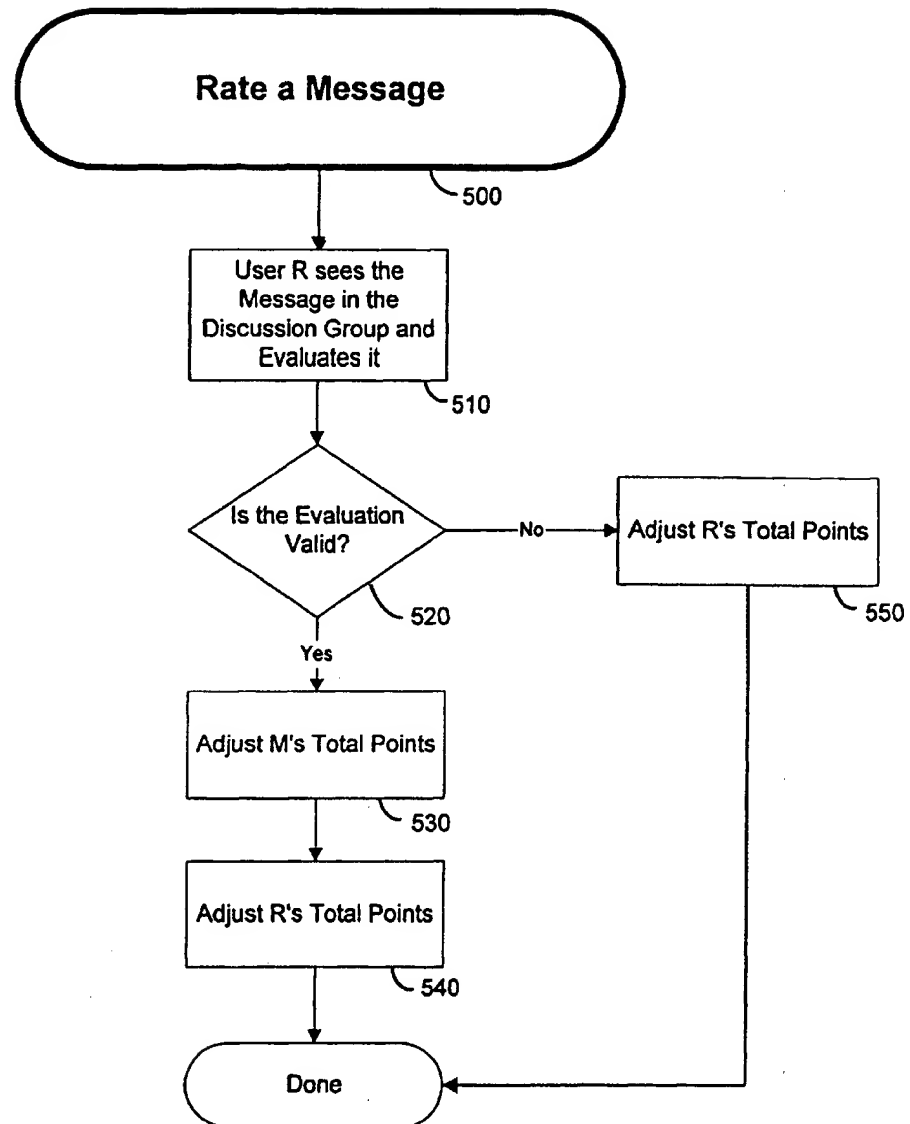 Rate a Message
500
User R sees the
Message in the
Discussion Group and
Evaluates it
510
Is the Evaluation
Valid?
520
No
Adjust R's Total Points
550
Yes
Adjust M's Total Points
530
Adjust R's Total Points
540
Done